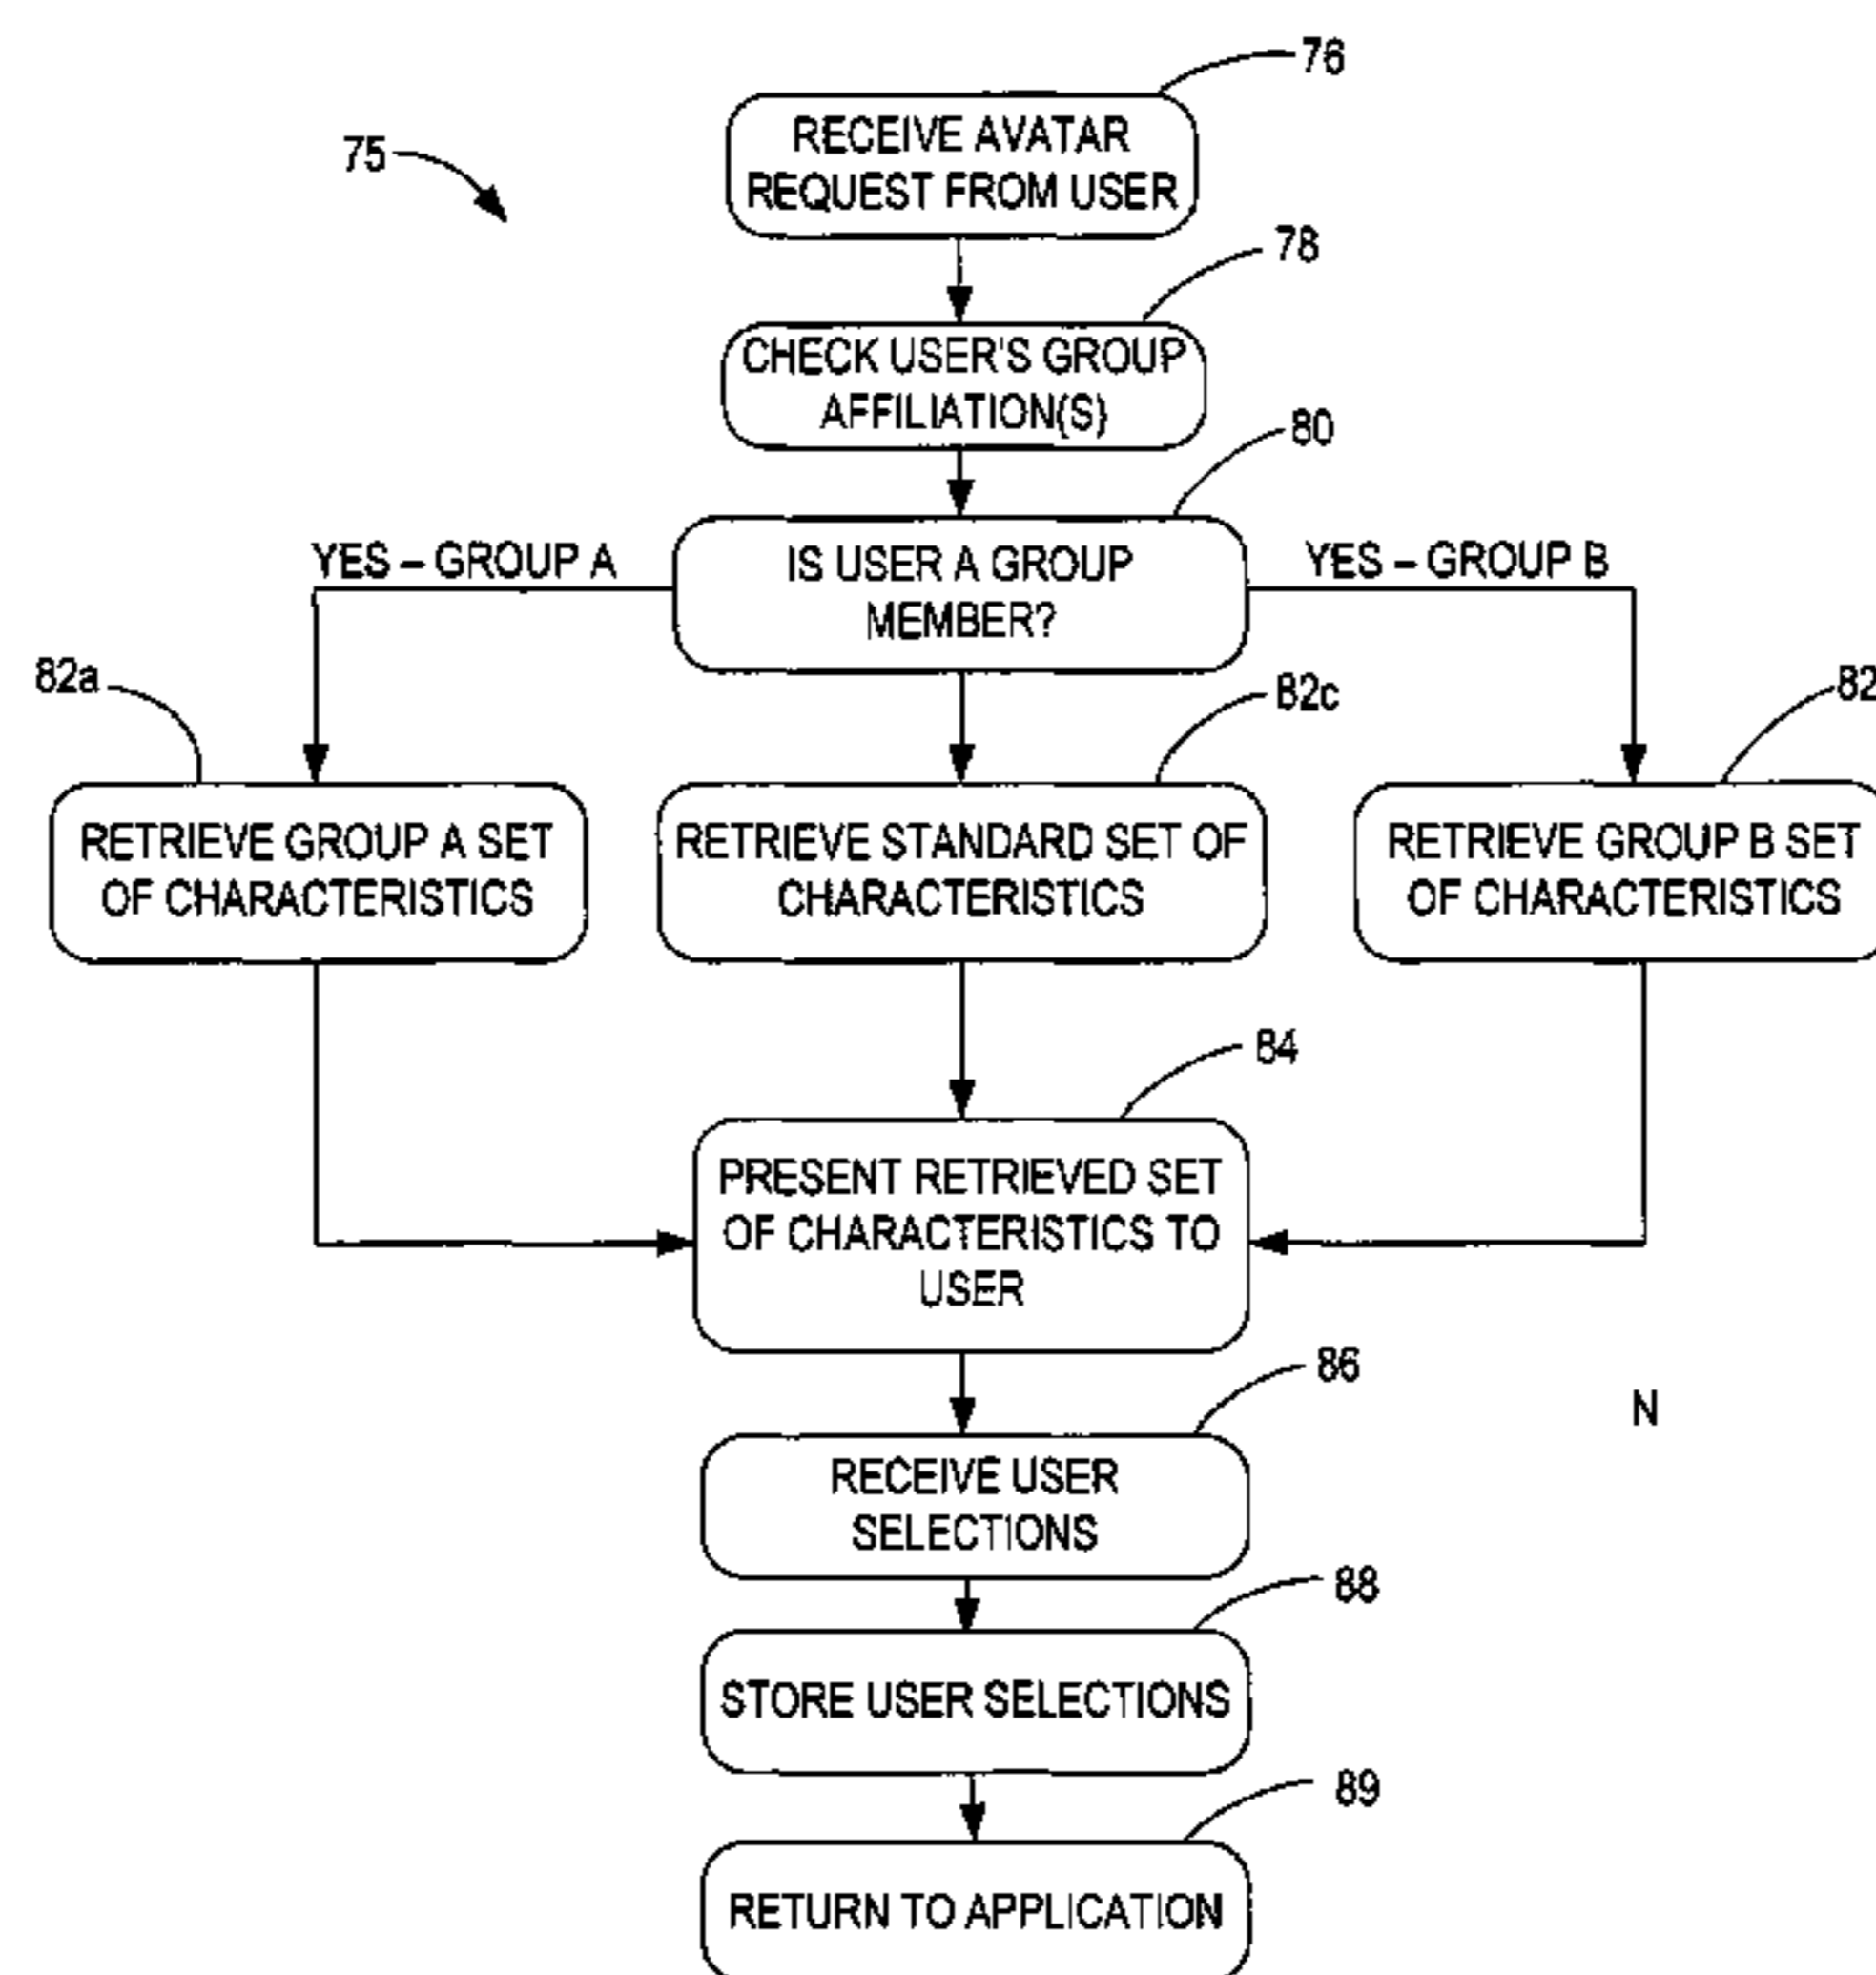 76
75
RECEIVE AVATAR
REQUEST FROM USER
78
CHECK USER'S GROUP
AFFILIATION(S)
80
YES – GROUP A
IS USER A GROUP
MEMBER?
YES – GROUP B
82a
82c
82
RETRIEVE GROUP A SET
OF CHARACTERISTICS
RETRIEVE STANDARD SET OF
CHARACTERISTICS
RETRIEVE GROUP B SET
OF CHARACTERISTICS
84
PRESENT RETRIEVED SET
OF CHARACTERISTICS TO
USER
86
N
RECEIVE USER
SELECTIONS
88
STORE USER SELECTIONS
89
RETURN TO APPLICATION